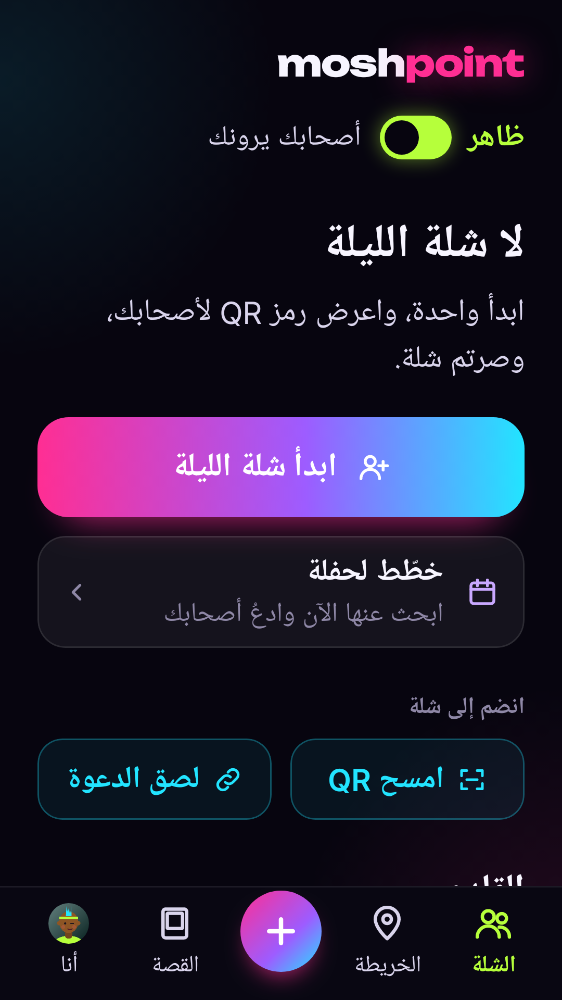 moshpoint
ظاهر أصحابك يرونك
لا شلة الليلة
ابدأ واحدة، واعرض رمز QR لأصحابك،
وصرتم شلة.
ابدأ شلة الليلة
خطّط لحفلة
ابحث عنها الآن وادعُ أصحابك
انضم إلى شلة
امسح QR
لصق الدعوة
الشلة
الخريطة
القصة
أنا